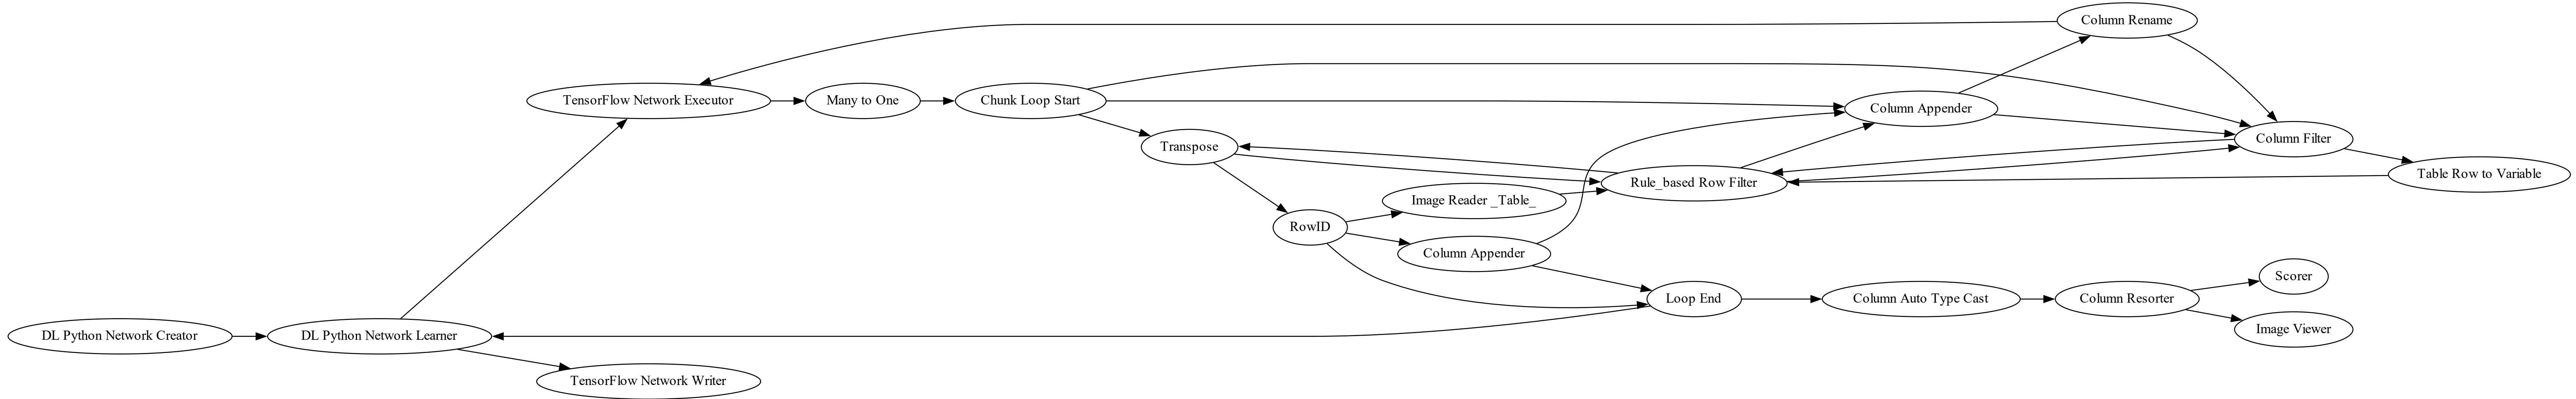 Column Rename
TensorFlow Network Executor
Many to One
Chunk Loop Start
Column Appender
Transpose
Column Filter
Rule_based Row Filter
Table Row to Variable
Image Reader _Table_
RowID
Column Appender
Scorer
Loop End
Column Auto Type Cast
Column Resorter
DL Python Network Creator
DL Python Network Learner
Image Viewer
TensorFlow Network Writer